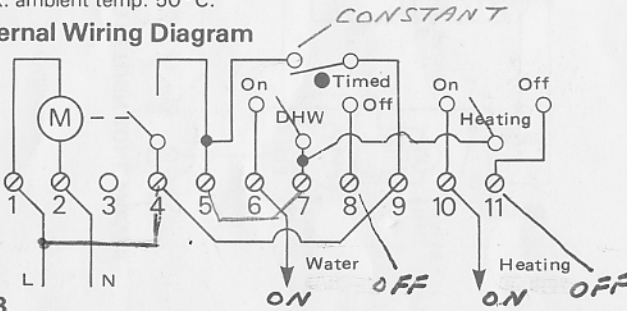 ambient temp. 50 °C.
CONSTANT
ernal Wiring Diagram
Timed
On
Off
On
Off
M
DHW
Heating
1 2 3 4 5 6 7 8 9 10 11
L
N
Water
Heating
ON
OFF
ON
OFF